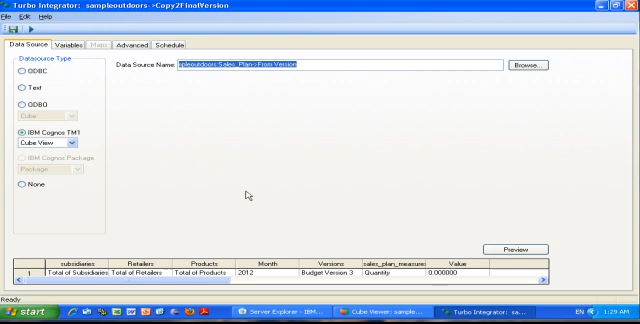 Turbo Integrator: sampleoutdoors->Copy2FinalVersion
File Edit Help
Data Source Variables Maps Advanced Schedule
Datasource Type
Data Source Name: mpleoutdoors:Sales_Plan->From Version Browse...
ODBC
Text
ODBO
Cube
IBM Cognos TM1
Cube View
IBM Cognos Package
Package
None
Preview
subsidiaries Retailers Products Month Versions sales_plan_measures Value
1 Total of Subsidiaries Total of Retailers Total of Products 2012 Budget Version 3 Quantity 0.000000
Ready
start Server Explorer - IBM... Cube Viewer: sample... Turbo Integrator: sa... EN 1:29 AM